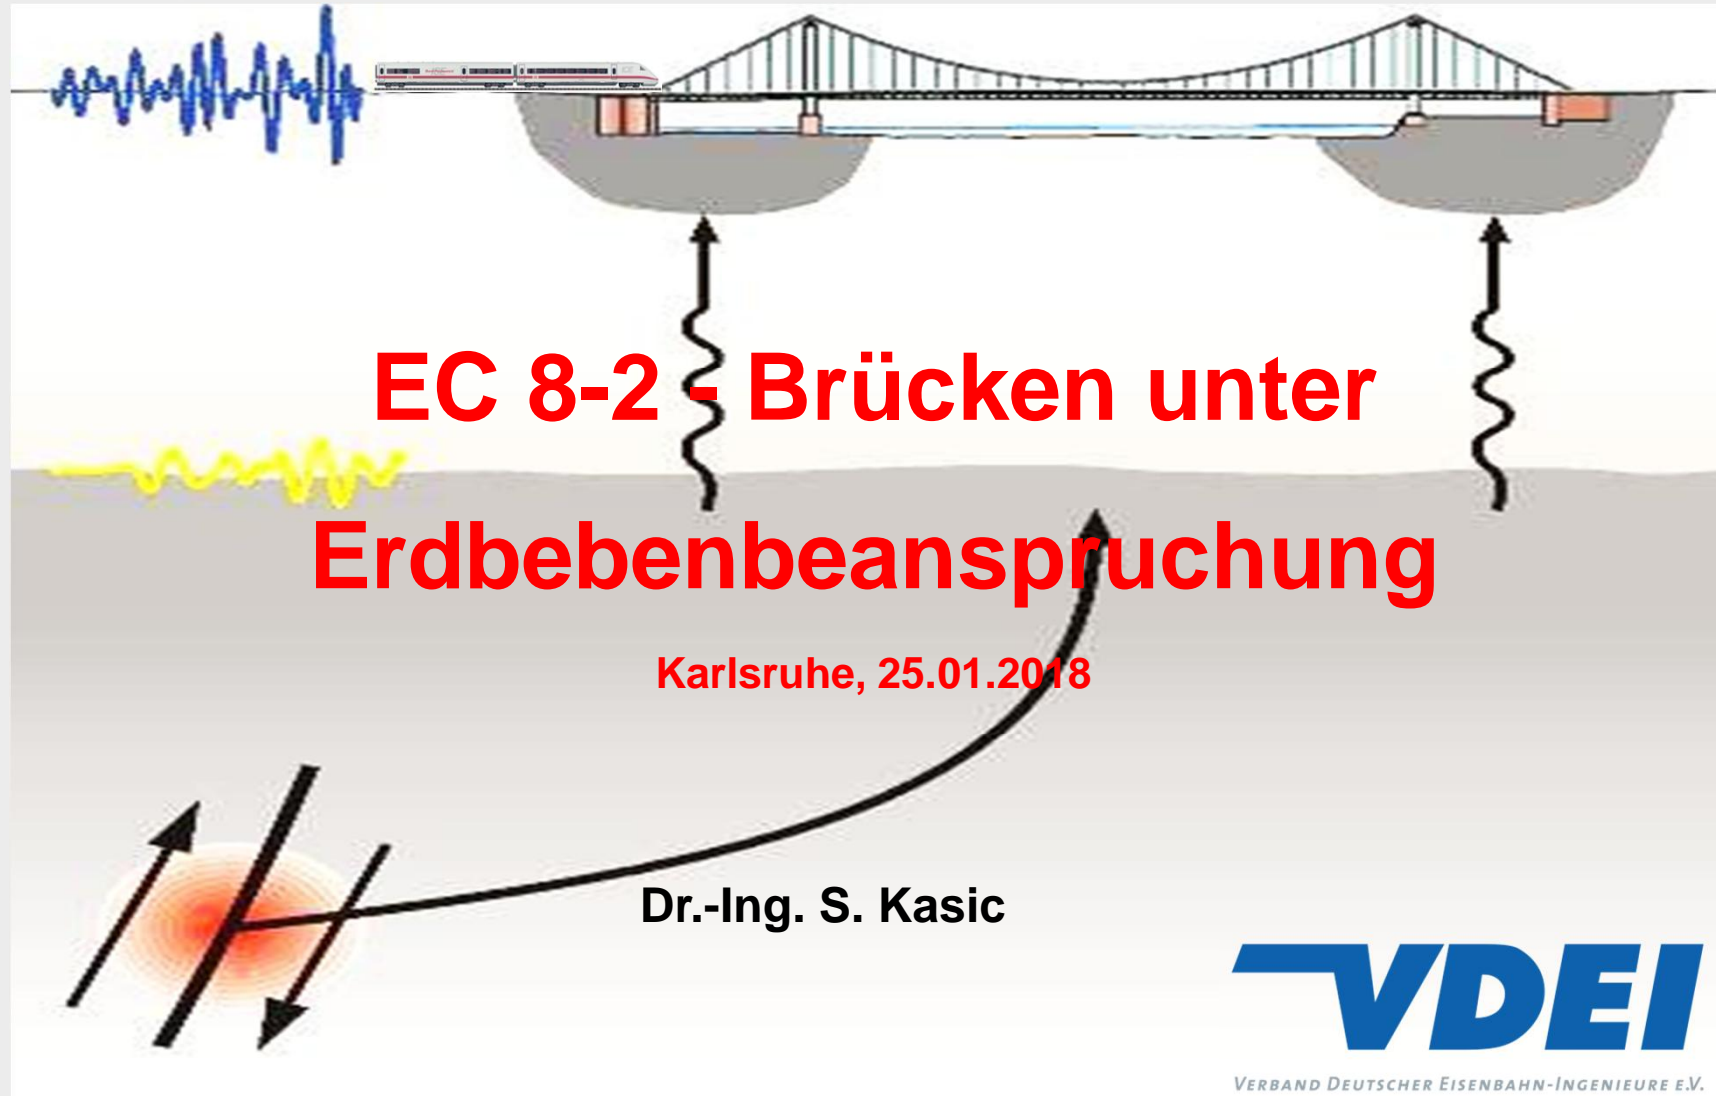 EC 8-2 - Brücken unter
Erdbebenbeanspruchung
Karlsruhe, 25.01.2018
Dr.-Ing. S. Kasic
VDEI
VERBAND DEUTSCHER EISENBAHN-INGENIEURE E.V.